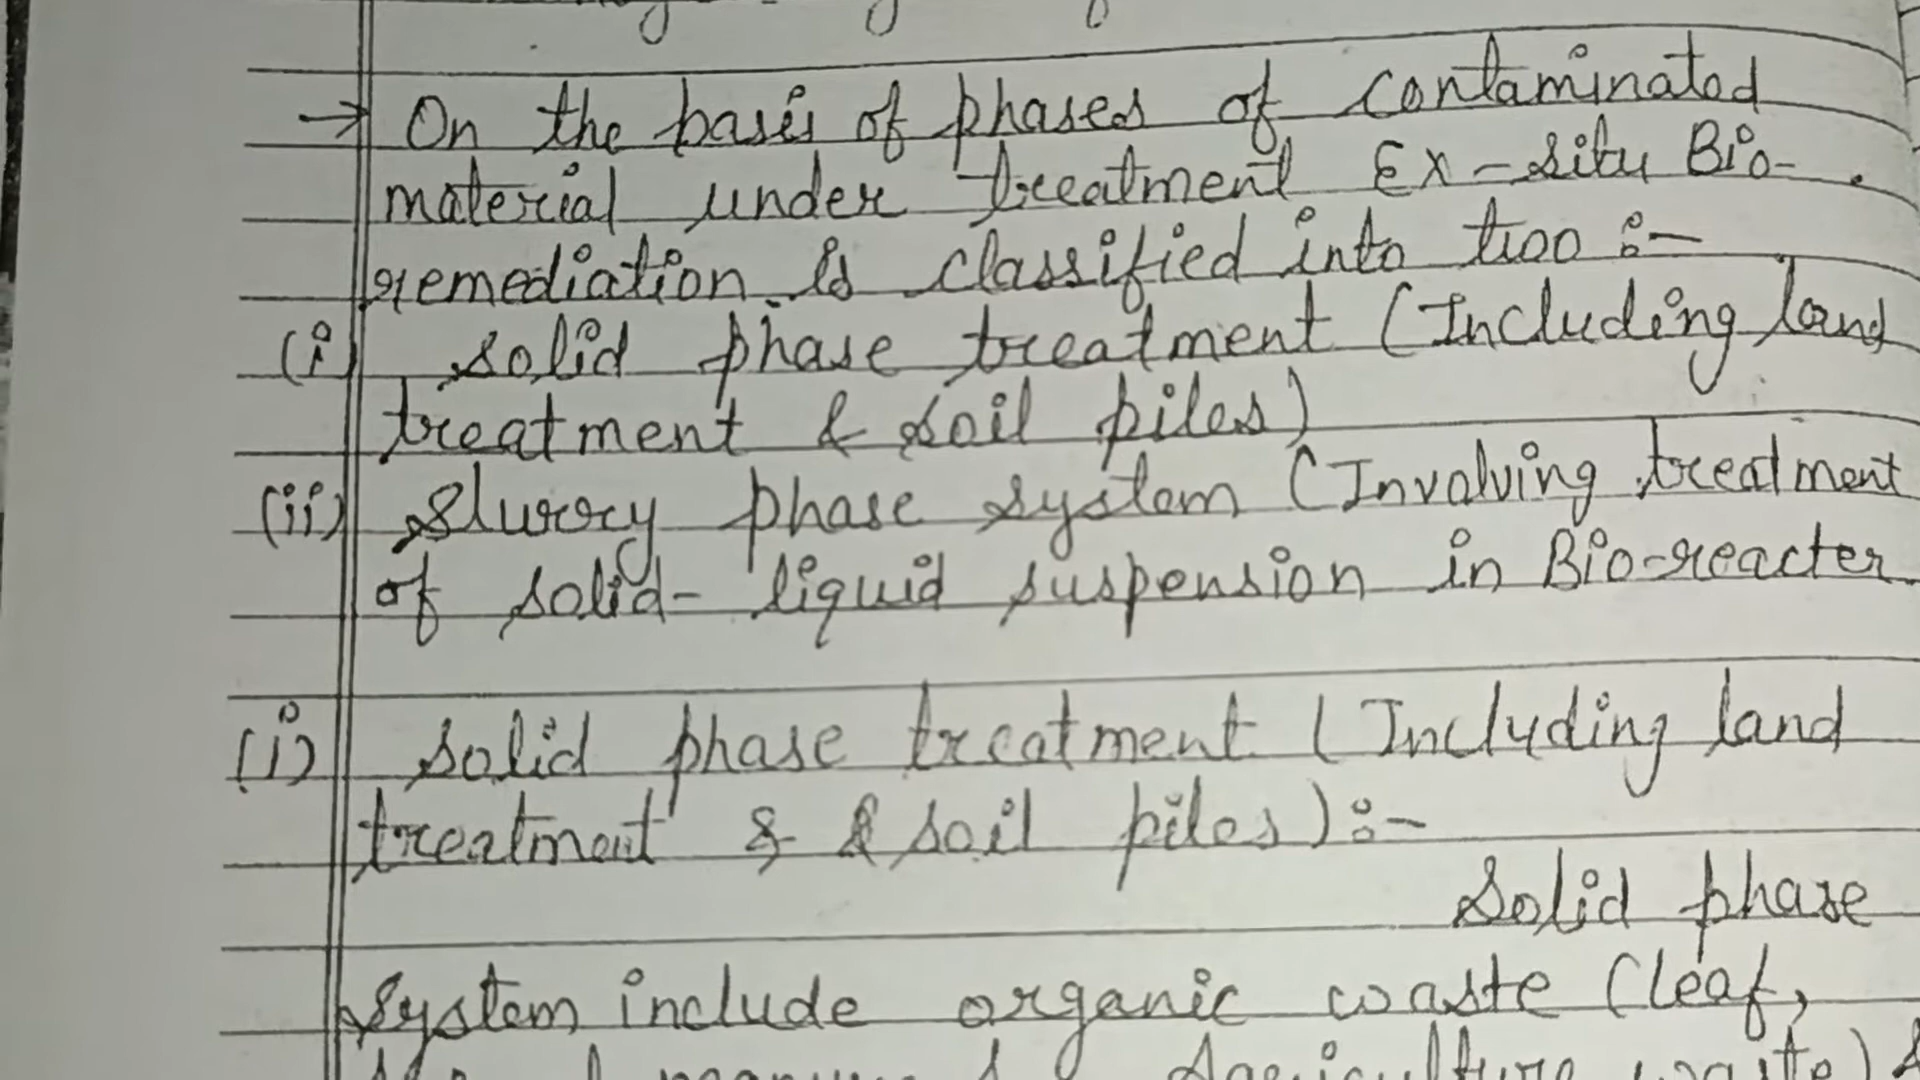 → On the basis of phases of contaminated
material under treatment Ex-situ Bio-
remediation is classified into two :-
(i) solid phase treatment (Including land
treatment & soil piles)
(ii) Slurry phase system (Involving treatment
of solid-liquid suspension in Bio-reacter
(i) solid phase treatment (Including land
treatment & & soil piles) :-
Solid phase
system include organic waste (leaf,
Agriculture waste)